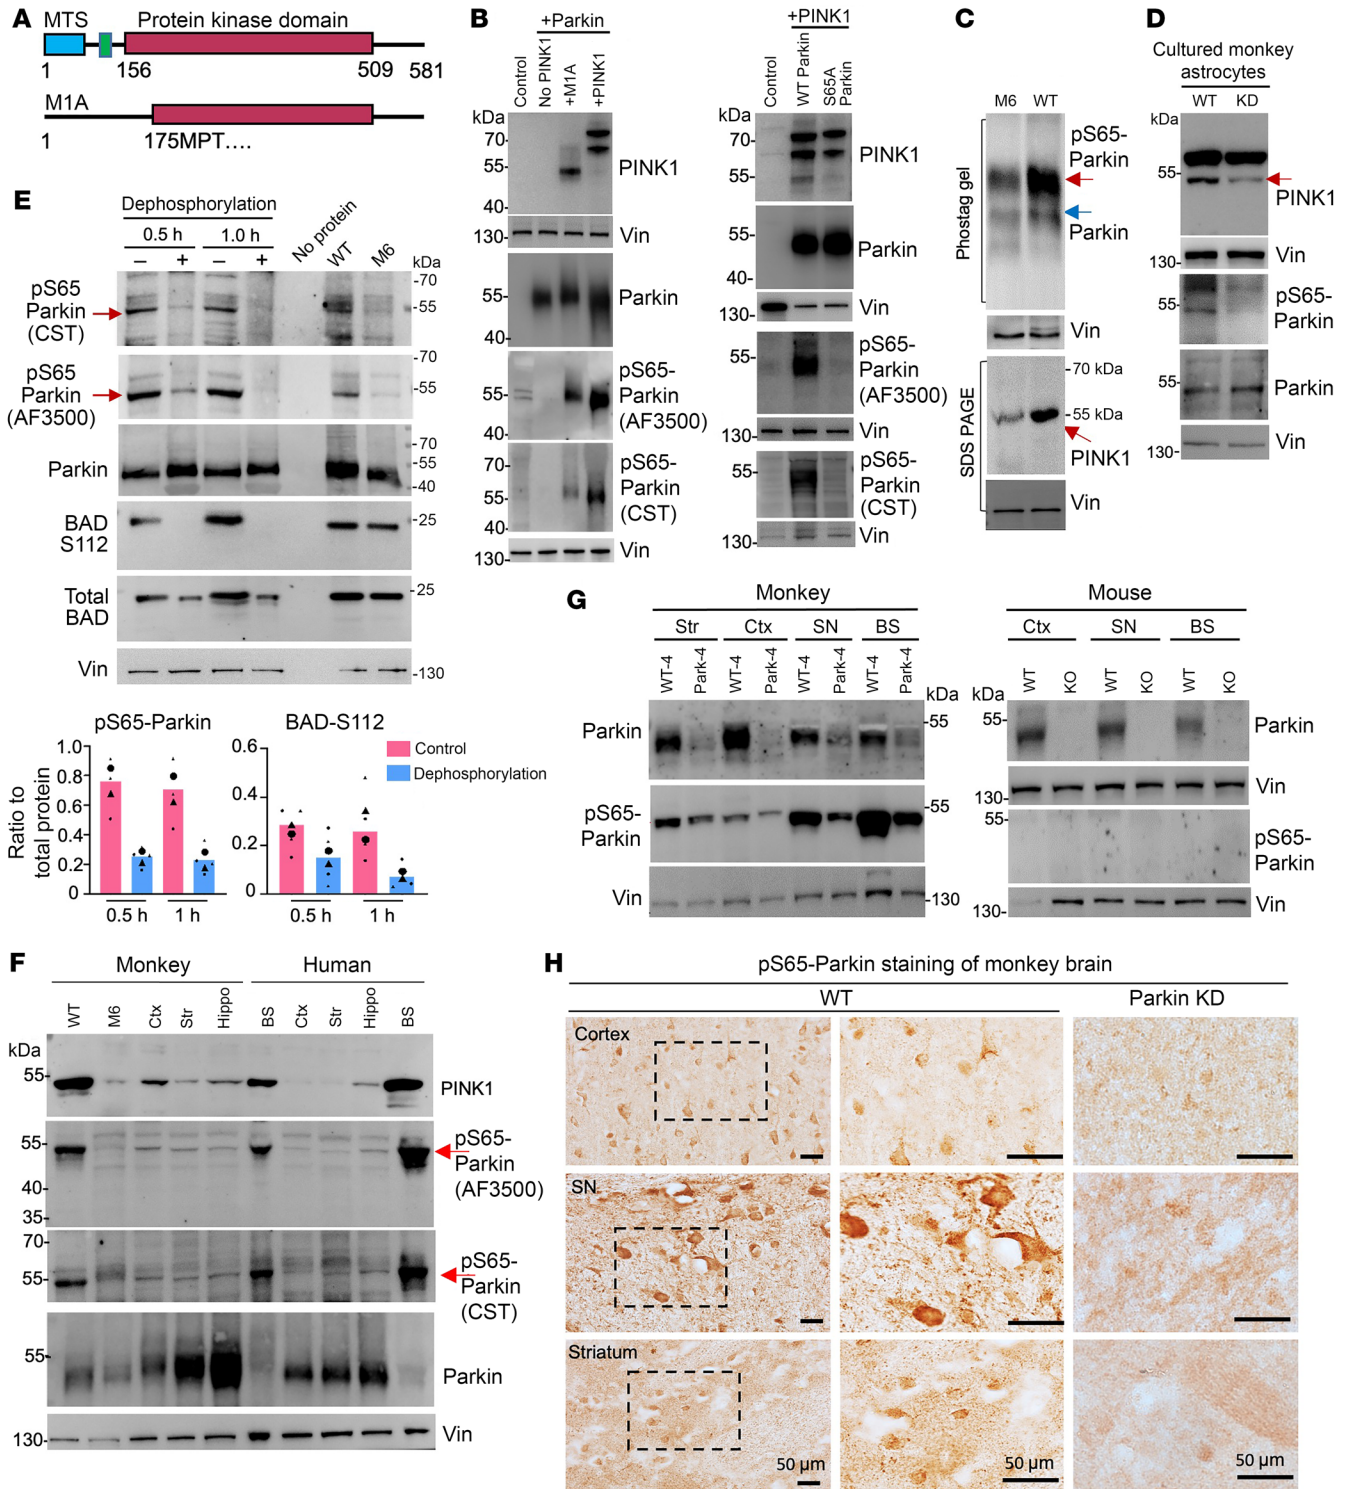 A
MTS
Protein kinase domain
1
156
509
581
M1A
1
175MPT....
B
+Parkin
Control
No PINK1
+M1A
+PINK1
kDa
70-
55-
40-
PINK1
130-
Vin
55-
40-
Parkin
55-
40-
pS65-
Parkin
(AF3500)
70-
55-
40-
pS65-
Parkin
(CST)
130-
Vin
+PINK1
Control
WT Parkin
S65A
Parkin
kDa
70-
55-
PINK1
55-
40-
Parkin
130-
Vin
55-
pS65-
Parkin
(AF3500)
130-
Vin
55-
pS65-
Parkin
(CST)
130-
Vin
C
M6
WT
Phostag gel
pS65-
Parkin
Parkin
Vin
SDS PAGE
-70 kDa
-55 kDa
PINK1
Vin
D
Cultured monkey
astrocytes
WT
KD
kDa
55-
PINK1
130-
Vin
55-
pS65-
Parkin
55-
Parkin
130-
Vin
E
Dephosphorylation
0.5 h
1.0 h
–
+
–
+
No protein
WT
M6
kDa
pS65
Parkin
(CST)
-70
-55
pS65
Parkin
(AF3500)
-70
-55
Parkin
-70
-55
-40
BAD
S112
-25
Total
BAD
-25
Vin
-130
pS65-Parkin
Ratio to
total protein
1.0
0.8
0.6
0.4
0.2
0
0.5 h
1 h
BAD-S112
0.6
0.4
0.2
0
0.5 h
1 h
Control
Dephosphorylation
F
Monkey
Human
WT
M6
Ctx
Str
Hippo
BS
Ctx
Str
Hippo
BS
kDa
55-
PINK1
55-
40-
35-
pS65-
Parkin
(AF3500)
70-
55-
pS65-
Parkin
(CST)
55-
Parkin
130-
Vin
G
Monkey
Str
Ctx
SN
BS
WT-4
Park-4
WT-4
Park-4
WT-4
Park-4
WT-4
Park-4
kDa
Parkin
-55
pS65-
Parkin
-55
Vin
-130
Mouse
Ctx
SN
BS
WT
KO
WT
KO
WT
KO
kDa
55-
Parkin
130-
Vin
55-
pS65-
Parkin
130-
Vin
H
pS65-Parkin staining of monkey brain
WT
Parkin KD
Cortex
SN
Striatum
50 µm
50 µm
50 µm